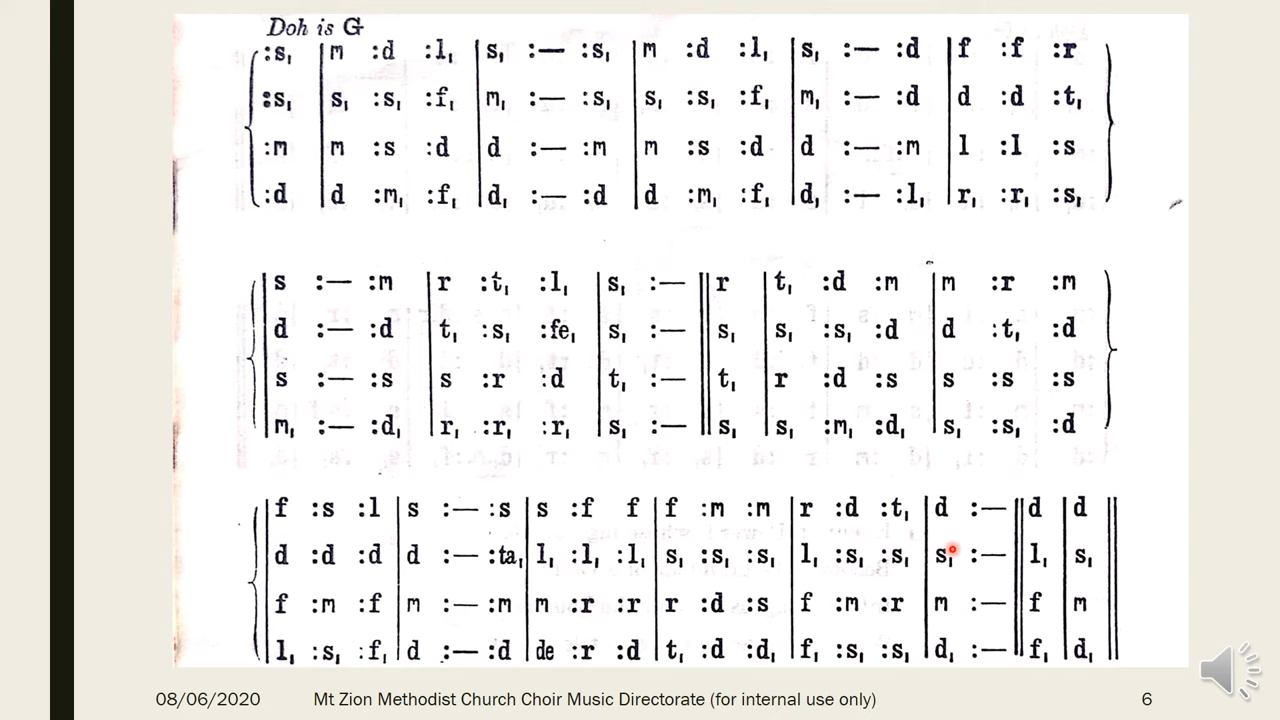 Doh is G
:s₁ | m :d :l₁ | s₁ :— :s₁ | m :d :l₁ | s₁ :— :d | f :f :r
:s₁ | s₁ :s₁ :f₁ | m₁ :— :s₁ | s₁ :s₁ :f₁ | m₁ :— :d | d :d :t₁
:m | m :s :d | d :— :m | m :s :d | d :— :m | l :l :s
:d | d :m₁ :f₁ | d₁ :— :d | d :m₁ :f₁ | d₁ :— :l₁ | r₁ :r₁ :s₁
s :— :m | r :t₁ :l₁ | s₁ :— || r | t₁ :d :m | m :r :m
d :— :d | t₁ :s₁ :fe₁ | s₁ :— || s₁ | s₁ :s₁ :d | d :t₁ :d
s :— :s | s :r :d | t₁ :— || t₁ | r :d :s | s :s :s
m₁ :— :d₁ | r₁ :r₁ :r₁ | s₁ :— || s₁ | s₁ :m₁ :d₁ | s₁ :s₁ :d
f :s :l | s :— :s | s :f f | f :m :m | r :d :t₁ | d :— || d | d ||
d :d :d | d :— :ta₁ | l₁ :l₁ :l₁ | s₁ :s₁ :s₁ | l₁ :s₁ :s₁ | s₁ :— || l₁ | s₁ ||
f :m :f | m :— :m | m :r :r | r :d :s | f :m :r | m :— || f | m ||
l₁ :s₁ :f₁ | d :— :d | de :r :d | t₁ :d :d₁ | f₁ :s₁ :s₁ | d₁ :— || f₁ | d₁ ||
08/06/2020 Mt Zion Methodist Church Choir Music Directorate (for internal use only) 6